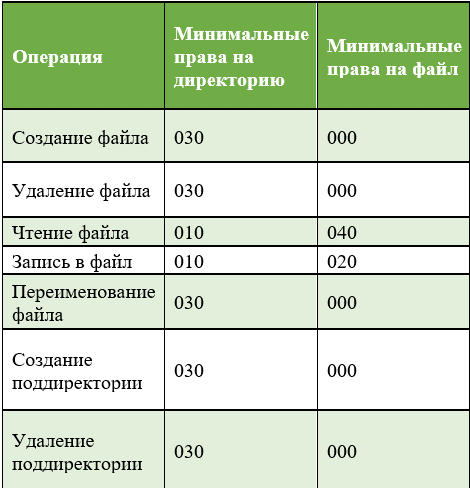 Операция
Минимальные
права на
директорию
Минимальные
права на файл
Создание файла
030
000
Удаление файла
030
000
Чтение файла
010
040
Запись в файл
010
020
Переименование
файла
030
000
Создание
поддиректории
030
000
Удаление
поддиректории
030
000